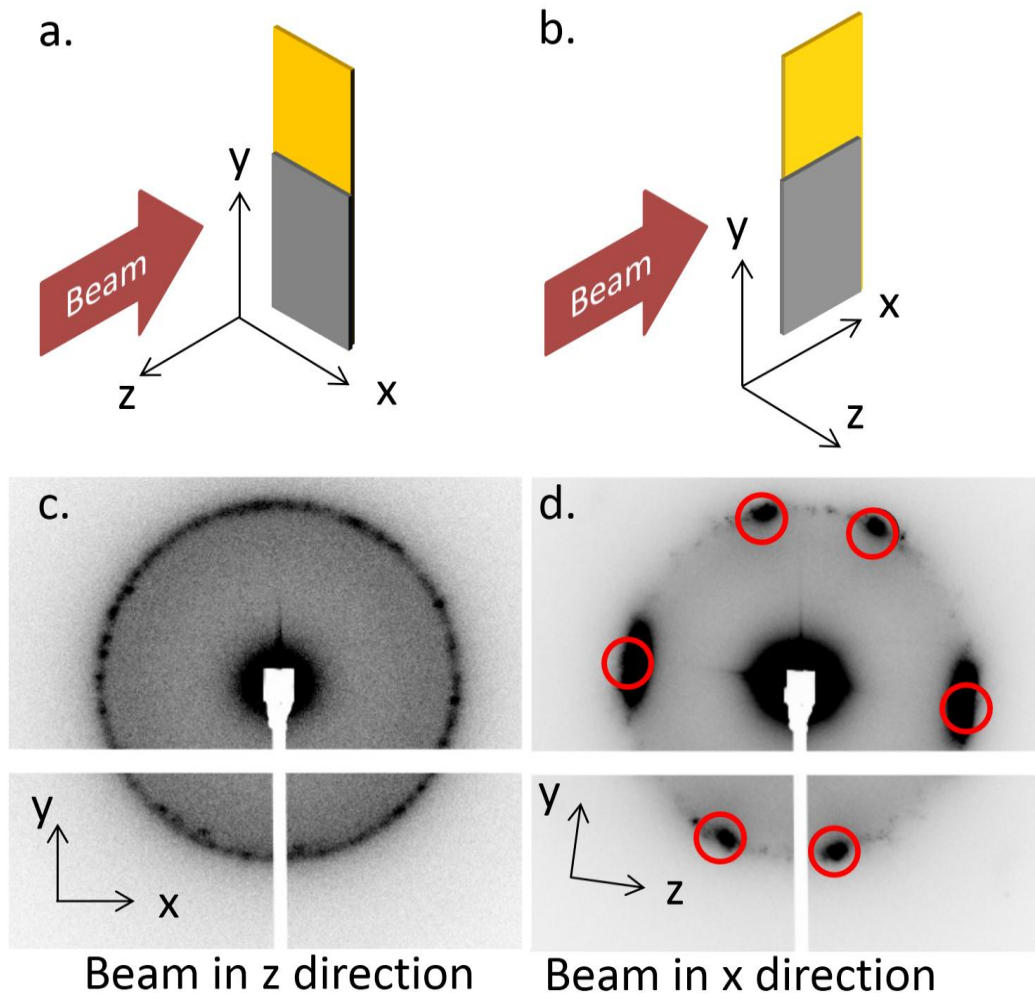 a.
b.
y
Beam
z
x
y
Beam
x
z
c.
d.
y
x
y
z
Beam in z direction
Beam in x direction